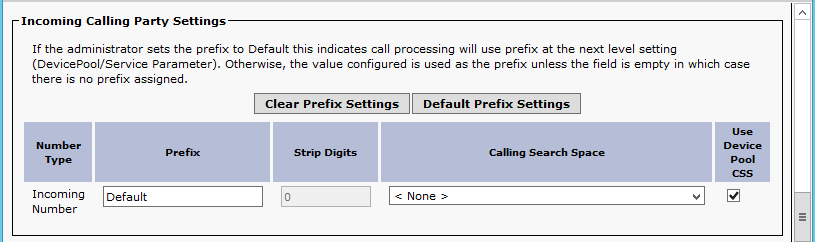 Incoming Calling Party Settings
If the administrator sets the prefix to Default this indicates call processing will use prefix at the next level setting
(DevicePool/Service Parameter). Otherwise, the value configured is used as the prefix unless the field is empty in which case
there is no prefix assigned.
Clear Prefix Settings Default Prefix Settings
Number Type Prefix Strip Digits Calling Search Space Use Device Pool CSS
Incoming Number Default 0 < None >